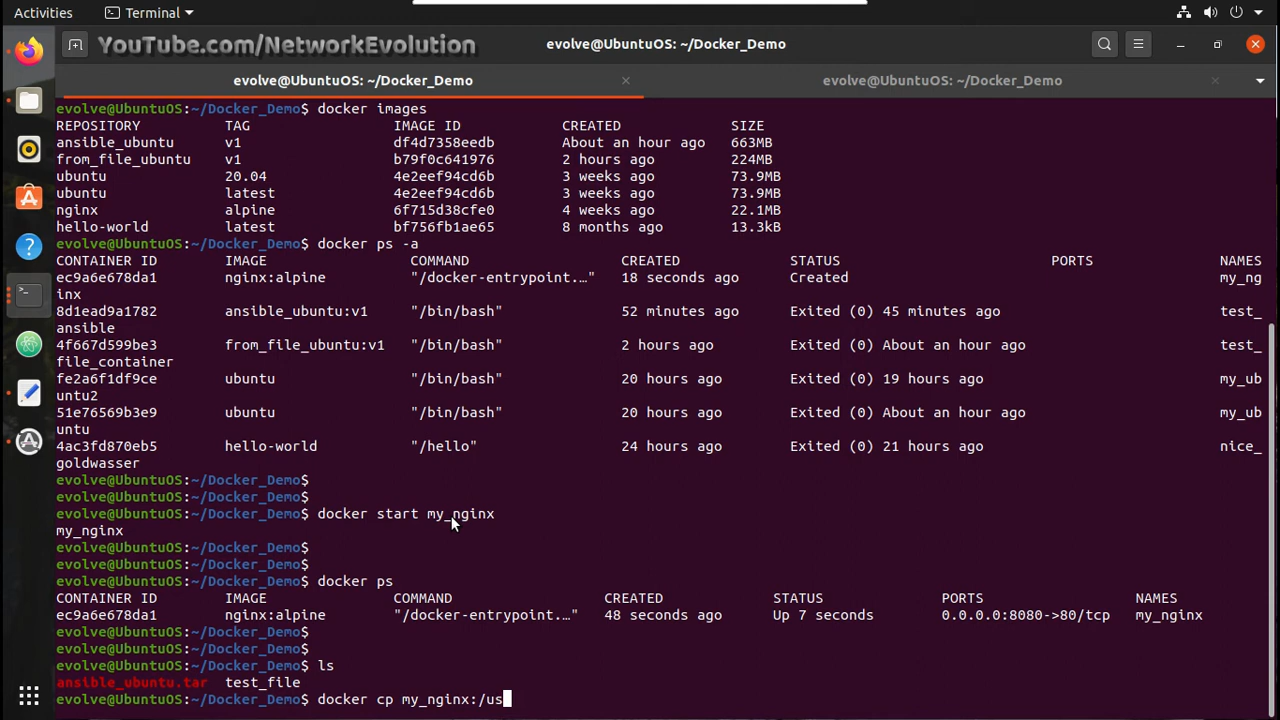 Activities Terminal
YouTube.com/NetworkEvolution evolve@UbuntuOS: ~/Docker_Demo
evolve@UbuntuOS: ~/Docker_Demo evolve@UbuntuOS: ~/Docker_Demo
evolve@UbuntuOS:~/Docker_Demo$ docker images
REPOSITORY TAG IMAGE ID CREATED SIZE
ansible_ubuntu v1 df4d7358eedb About an hour ago 663MB
from_file_ubuntu v1 b79f0c641976 2 hours ago 224MB
ubuntu 20.04 4e2eef94cd6b 3 weeks ago 73.9MB
ubuntu latest 4e2eef94cd6b 3 weeks ago 73.9MB
nginx alpine 6f715d38cfe0 4 weeks ago 22.1MB
hello-world latest bf756fb1ae65 8 months ago 13.3kB
evolve@UbuntuOS:~/Docker_Demo$ docker ps -a
CONTAINER ID IMAGE COMMAND CREATED STATUS PORTS NAMES
ec9a6e678da1 nginx:alpine "/docker-entrypoint.…" 18 seconds ago Created my_ng
inx
8d1ead9a1782 ansible_ubuntu:v1 "/bin/bash" 52 minutes ago Exited (0) 45 minutes ago test_
ansible
4f667d599be3 from_file_ubuntu:v1 "/bin/bash" 2 hours ago Exited (0) About an hour ago test_
file_container
fe2a6f1df9ce ubuntu "/bin/bash" 20 hours ago Exited (0) 19 hours ago my_ub
untu2
51e76569b3e9 ubuntu "/bin/bash" 20 hours ago Exited (0) About an hour ago my_ub
untu
4ac3fd870eb5 hello-world "/hello" 24 hours ago Exited (0) 21 hours ago nice_
goldwasser
evolve@UbuntuOS:~/Docker_Demo$
evolve@UbuntuOS:~/Docker_Demo$
evolve@UbuntuOS:~/Docker_Demo$ docker start my_nginx
my_nginx
evolve@UbuntuOS:~/Docker_Demo$
evolve@UbuntuOS:~/Docker_Demo$
evolve@UbuntuOS:~/Docker_Demo$ docker ps
CONTAINER ID IMAGE COMMAND CREATED STATUS PORTS NAMES
ec9a6e678da1 nginx:alpine "/docker-entrypoint.…" 48 seconds ago Up 7 seconds 0.0.0.0:8080->80/tcp my_nginx
evolve@UbuntuOS:~/Docker_Demo$
evolve@UbuntuOS:~/Docker_Demo$
evolve@UbuntuOS:~/Docker_Demo$ ls
ansible_ubuntu.tar test_file
evolve@UbuntuOS:~/Docker_Demo$ docker cp my_nginx:/us